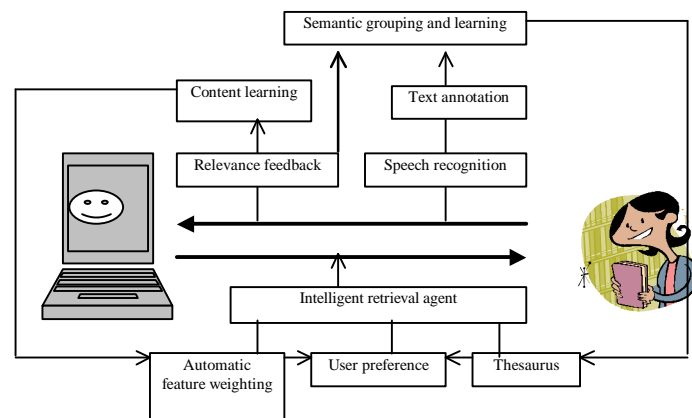 Semantic grouping and learning
Content learning
Text annotation
Relevance feedback
Speech recognition
Intelligent retrieval agent
Automatic
feature weighting
User preference
Thesaurus